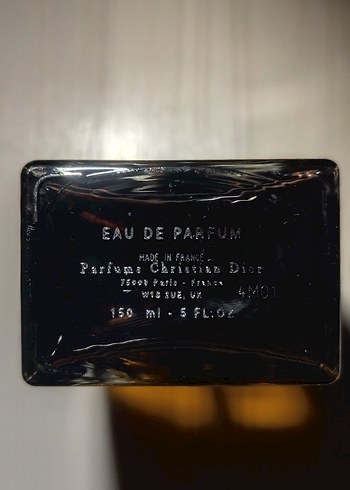 EAU DE PARFUM
MADE IN FRANCE
Parfums Christian Dior
75008 Paris - France
W1S 2UE, UK
4M01
150 ml - 5 FL.OZ